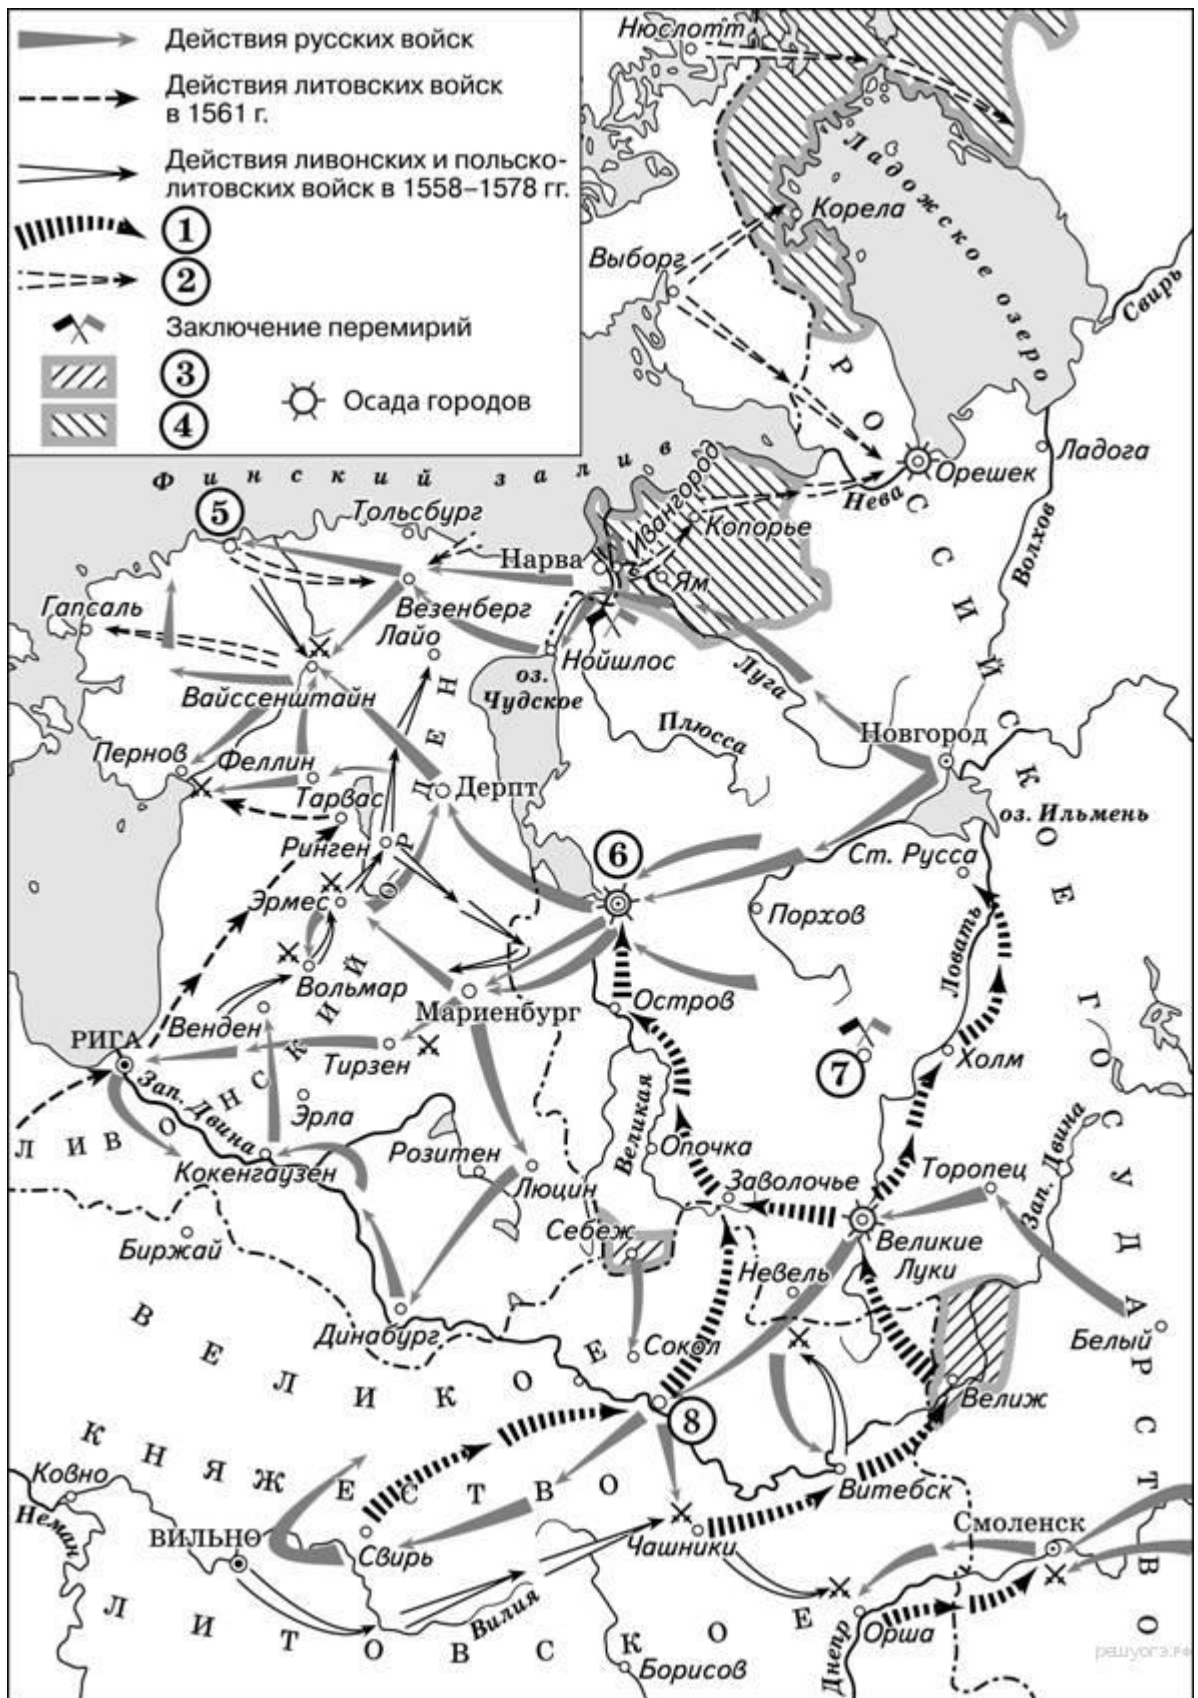 Действия русских войск
Действия литовских войск
в 1561 г.
Действия ливонских и польско-
литовских войск в 1558–1578 гг.
1
2
Заключение перемирий
3
4
Осада городов
Нюслотт
Ладожское озеро
Корела
Выборг
Свирь
РОССИЙСКОЕ ГОСУДАРСТВО
Ладога
Орешек
Нева
Волхов
Финский залив
5
Тольсбург
Ивангород
Копорье
Нарва
Ям
Гапсаль
Везенберг
Лайо
Нойшлос
оз.
Чудское
Луга
Вайссенштайн
Плюсса
Новгород
Пернов
Феллин
Тарвас
Дерпт
оз. Ильмень
Ринген
6
Ст. Русса
Эрмес
Порхов
Ловать
Вольмар
Остров
Мариенбург
Венден
РИГА
Тирзен
7
Холм
Зап. Двина
Эрла
ЛИВОНСКИЙ ОРДЕН
Великая
Опочка
Розитен
Кокенгаузен
Люцин
Заволочье
Торопец
Зап. Двина
Себеж
Биржай
Великие
Луки
Невель
Динабург
Сокол
Белый
Велиж
8
ВЕЛИКОЕ
КНЯЖЕСТВО
ЛИТОВСКОЕ
Ковно
Неман
Витебск
ВИЛЬНО
Свирь
Чашники
Смоленск
Вилия
Орша
Днепр
Борисов
решуогэ.рф